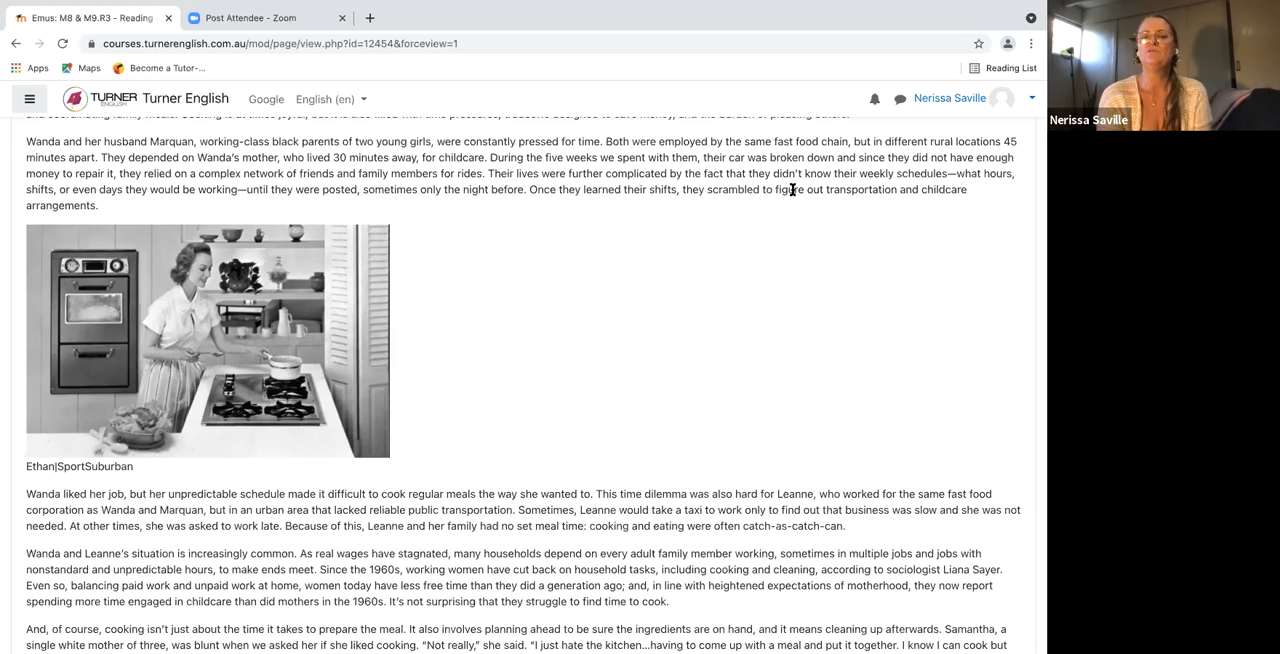 Emus: M8 & M9.R3 - Reading
Post Attendee - Zoom
courses.turnerenglish.com.au/mod/page/view.php?id=12454&forceview=1
Apps
Maps
Become a Tutor-...
Reading List
TURNER
ENGLISH
Turner English
Google
English (en)
Nerissa Saville
Nerissa Saville
Wanda and her husband Marquan, working-class black parents of two young girls, were constantly pressed for time. Both were employed by the same fast food chain, but in different rural locations 45
minutes apart. They depended on Wanda's mother, who lived 30 minutes away, for childcare. During the five weeks we spent with them, their car was broken down and since they did not have enough
money to repair it, they relied on a complex network of friends and family members for rides. Their lives were further complicated by the fact that they didn't know their weekly schedules—what hours,
shifts, or even days they would be working—until they were posted, sometimes only the night before. Once they learned their shifts, they scrambled to figure out transportation and childcare
arrangements.
Ethan|SportSuburban
Wanda liked her job, but her unpredictable schedule made it difficult to cook regular meals the way she wanted to. This time dilemma was also hard for Leanne, who worked for the same fast food
corporation as Wanda and Marquan, but in an urban area that lacked reliable public transportation. Sometimes, Leanne would take a taxi to work only to find out that business was slow and she was not
needed. At other times, she was asked to work late. Because of this, Leanne and her family had no set meal time: cooking and eating were often catch-as-catch-can.
Wanda and Leanne's situation is increasingly common. As real wages have stagnated, many households depend on every adult family member working, sometimes in multiple jobs and jobs with
nonstandard and unpredictable hours, to make ends meet. Since the 1960s, working women have cut back on household tasks, including cooking and cleaning, according to sociologist Liana Sayer.
Even so, balancing paid work and unpaid work at home, women today have less free time than they did a generation ago; and, in line with heightened expectations of motherhood, they now report
spending more time engaged in childcare than did mothers in the 1960s. It's not surprising that they struggle to find time to cook.
And, of course, cooking isn't just about the time it takes to prepare the meal. It also involves planning ahead to be sure the ingredients are on hand, and it means cleaning up afterwards. Samantha, a
single white mother of three, was blunt when we asked her if she liked cooking. "Not really," she said. "I just hate the kitchen...having to come up with a meal and put it together. I know I can cook but